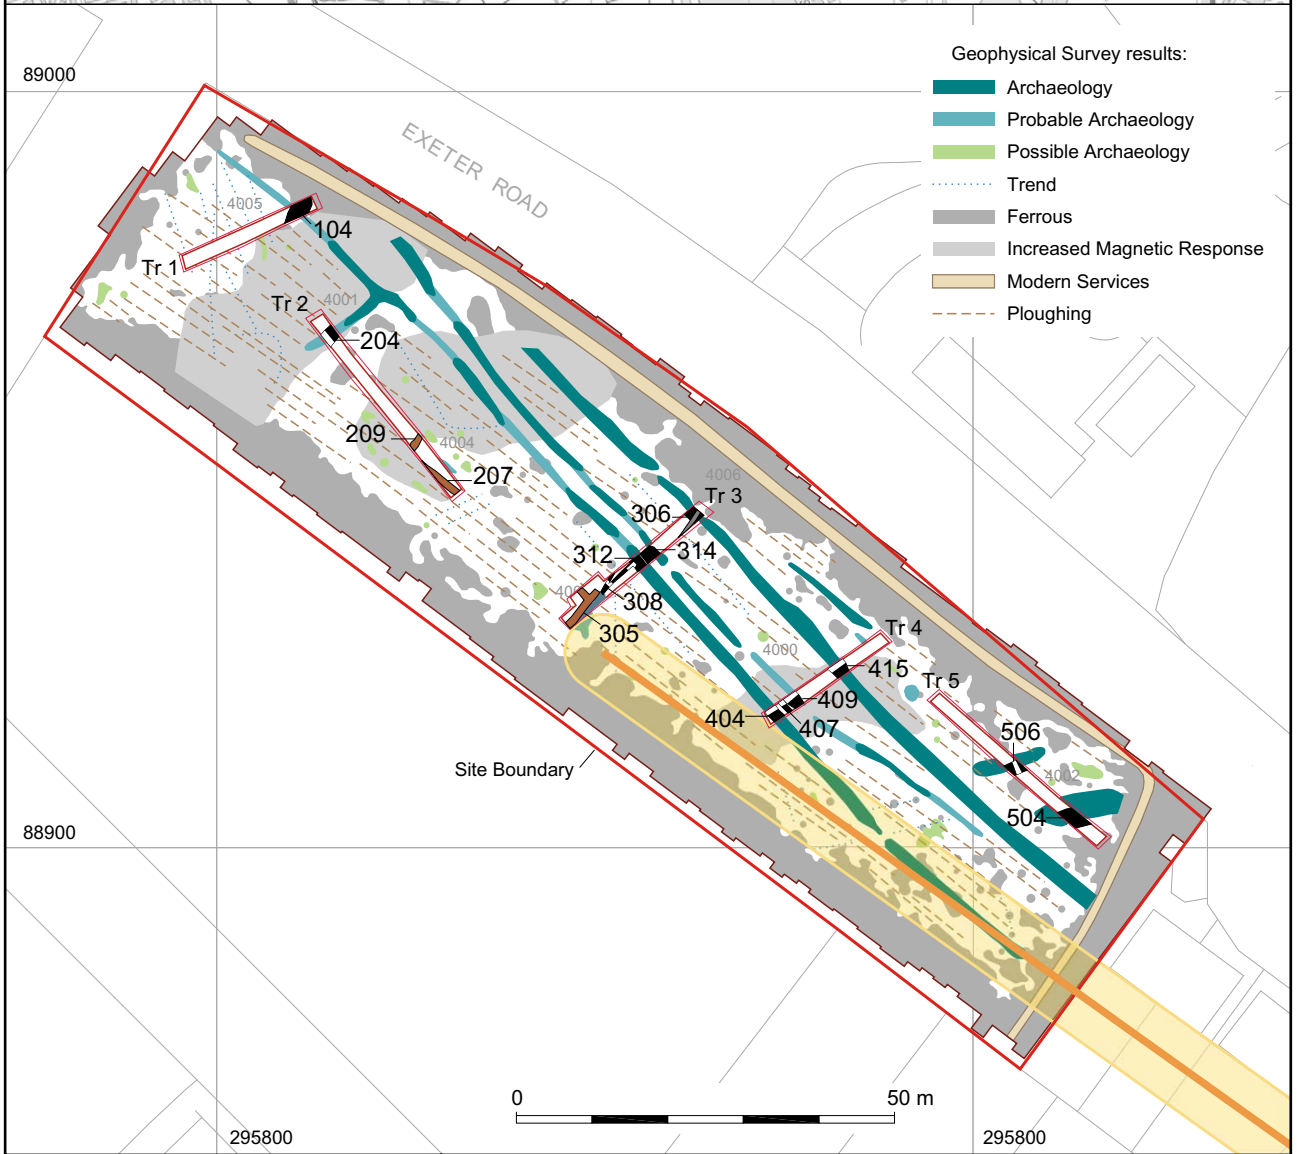 89000
Geophysical Survey results:
Archaeology
Probable Archaeology
Possible Archaeology
Trend
Ferrous
Increased Magnetic Response
Modern Services
Ploughing
EXETER ROAD
4005
104
Tr 1
Tr 2
4001
204
209
4004
207
4006
Tr 3
306
312
314
308
305
4000
Tr 4
415
Tr 5
409
404
407
506
4002
504
Site Boundary
88900
0
50 m
295800
295800